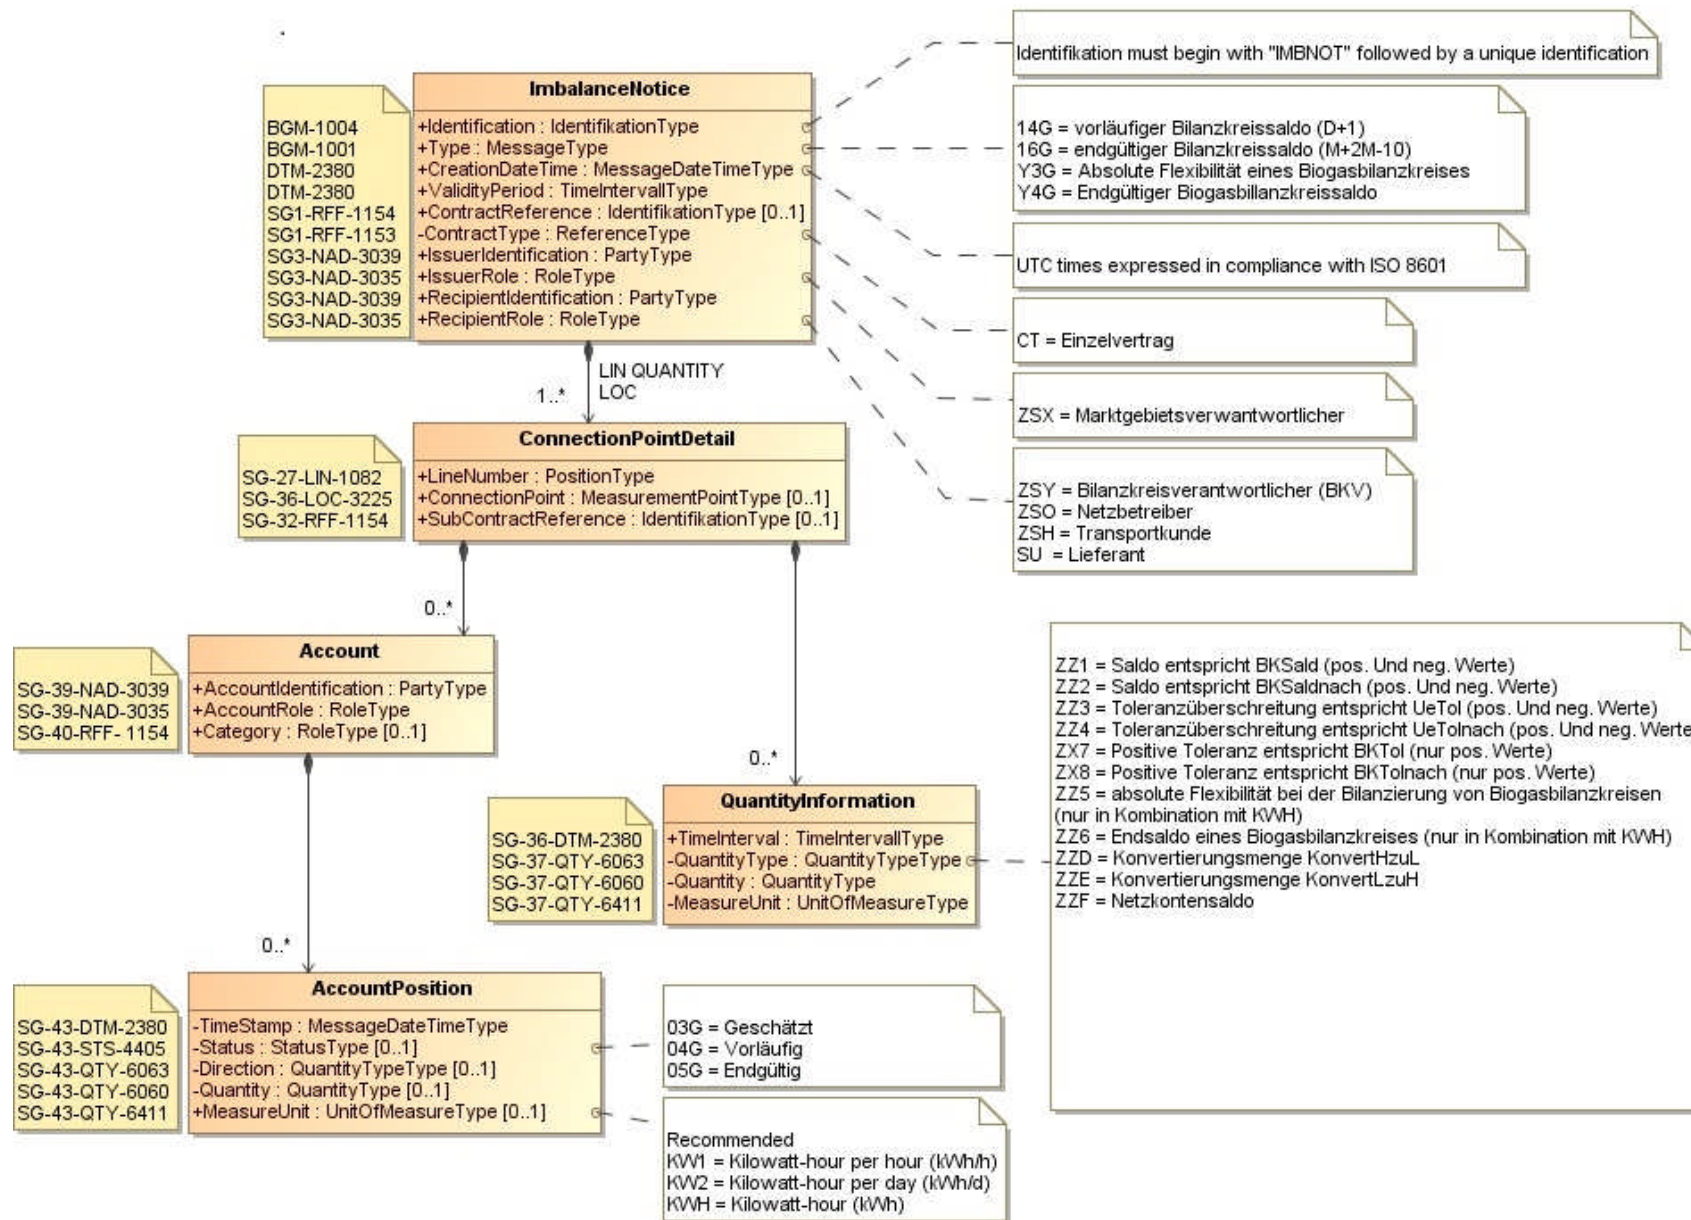 Identifikation must begin with "IMBNOT" followed by a unique identification
ImbalanceNotice
BGM-1004
BGM-1001
DTM-2380
DTM-2380
SG1-RFF-1154
SG1-RFF-1153
SG3-NAD-3039
SG3-NAD-3035
SG3-NAD-3039
SG3-NAD-3035
+Identification : IdentifikationType
+Type : MessageType
+CreationDateTime : MessageDateTimeType
+ValidityPeriod : TimeIntervallType
+ContractReference : IdentifikationType [0..1]
-ContractType : ReferenceType
+IssuerIdentification : PartyType
+IssuerRole : RoleType
+RecipientIdentification : PartyType
+RecipientRole : RoleType
14G = vorläufiger Bilanzkreissaldo (D+1)
16G = endgültiger Bilanzkreissaldo (M+2M-10)
Y3G = Absolute Flexibilität eines Biogasbilanzkreises
Y4G = Endgültiger Biogasbillanzkreissaldo
UTC times expressed in compliance with ISO 8601
CT = Einzelvertrag
LIN QUANTITY
LOC
1..*
ZSX = Marktgebietsverwantwortlicher
ConnectionPointDetail
SG-27-LIN-1082
SG-36-LOC-3225
SG-32-RFF-1154
+LineNumber : PositionType
+ConnectionPoint : MeasurementPointType [0..1]
+SubContractReference : IdentifikationType [0..1]
ZSY = Bilanzkreisverantwortlicher (BKV)
ZSO = Netzbetreiber
ZSH = Transportkunde
SU = Lieferant
0..*
Account
SG-39-NAD-3039
SG-39-NAD-3035
SG-40-RFF- 1154
+AccountIdentification : PartyType
+AccountRole : RoleType
+Category : RoleType [0..1]
0..*
QuantityInformation
SG-36-DTM-2380
SG-37-QTY-6063
SG-37-QTY-6060
SG-37-QTY-6411
+TimeInterval : TimeIntervallType
-QuantityType : QuantityTypeType
-Quantity : QuantityType
-MeasureUnit : UnitOfMeasureType
ZZ1 = Saldo entspricht BKSald (pos. Und neg. Werte)
ZZ2 = Saldo entspricht BKSaldnach (pos. Und neg. Werte)
ZZ3 = Toleranzüberschreitung entspricht UeTol (pos. Und neg. Werte)
ZZ4 = Toleranzüberschreitung entspricht UeTolnach (pos. Und neg. Werte
ZX7 = Positive Toleranz entspricht BKTol (nur pos. Werte)
ZX8 = Positive Toleranz entspricht BKTolnach (nur pos. Werte)
ZZ5 = absolute Flexibilität bei der Bilanzierung von Biogasbilanzkreisen
(nur in Kombination mit KWH)
ZZ6 = Endsaldo eines Biogasbilanzkreises (nur in Kombination mit KWH)
ZZD = Konvertierungsmenge KonvertHzuL
ZZE = Konvertierungsmenge KonvertLzuH
ZZF = Netzkontensaldo
0..*
AccountPosition
SG-43-DTM-2380
SG-43-STS-4405
SG-43-QTY-6063
SG-43-QTY-6060
SG-43-QTY-6411
-TimeStamp : MessageDateTimeType
-Status : StatusType [0..1]
-Direction : QuantityTypeType [0..1]
-Quantity : QuantityType [0..1]
+MeasureUnit : UnitOfMeasureType [0..1]
03G = Geschätzt
04G = Vorläufig
05G = Endgültig
Recommended
KW1 = Kilowatt-hour per hour (kWh/h)
KW2 = Kilowatt-hour per day (kWh/d)
KWH = Kilowatt-hour (kWh)